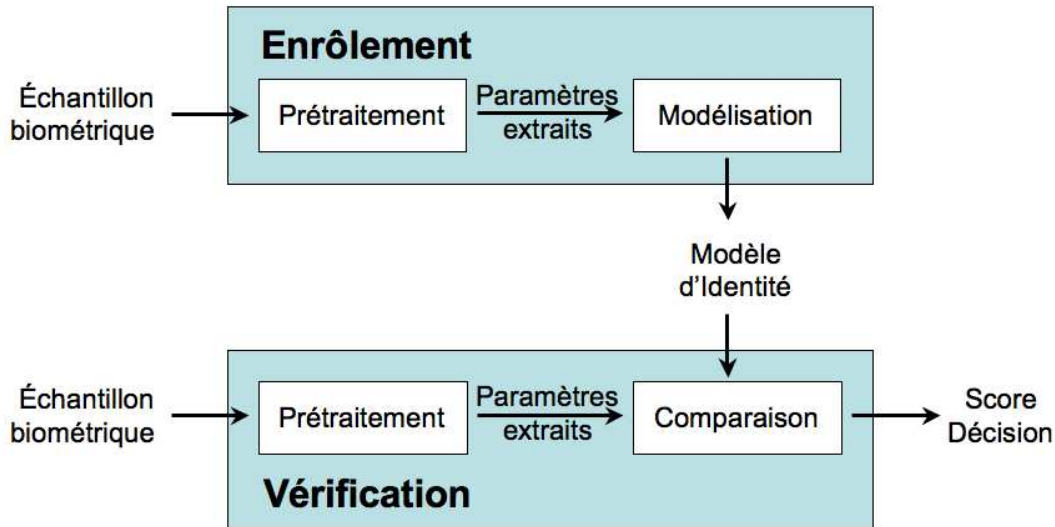 Enrôlement
Échantillon
biométrique
Prétraitement
Paramètres
extraits
Modélisation
Modèle
d'Identité
Échantillon
biométrique
Prétraitement
Paramètres
extraits
Comparaison
Score
Décision
Vérification